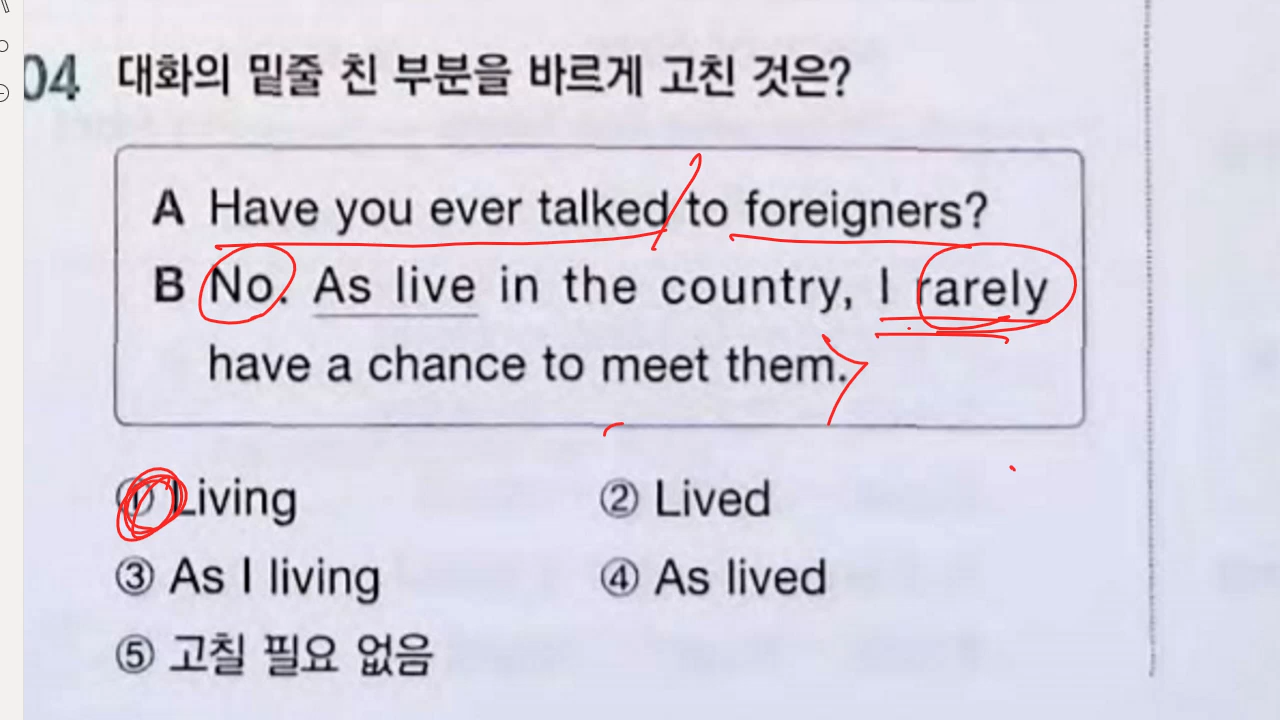 04 대화의 밑줄 친 부분을 바르게 고친 것은?
A Have you ever talked to foreigners?
B No. As live in the country, I rarely
have a chance to meet them.
① Living
② Lived
③ As I living
④ As lived
⑤ 고칠 필요 없음